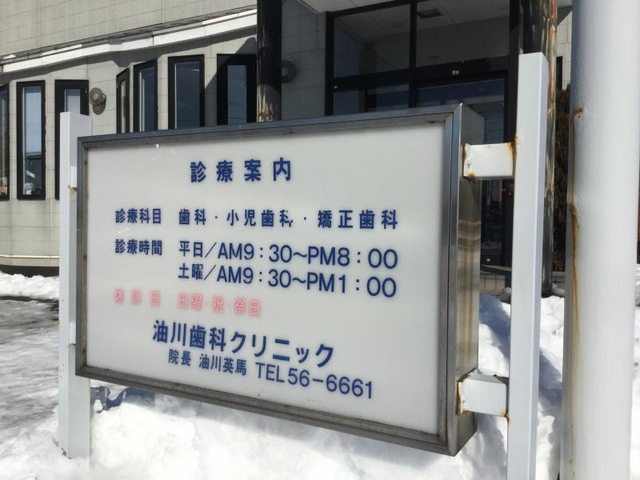 診療案内
診療科目 歯科・小児歯科・矯正歯科
診療時間 平日/AM9:30~PM8:00
土曜/AM9:30~PM1:00
休診日 日曜・祝・祭日
油川歯科クリニック
院長 油川英馬 TEL56-6661